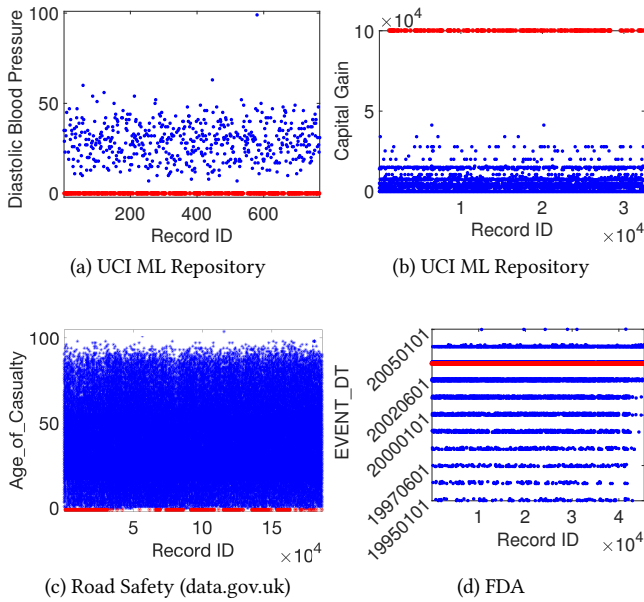 100
50
0
Diastolic Blood Pressure
200 400 600
Record ID
(a) UCI ML Repository
×10⁴
10
5
0
Capital Gain
1 2 3
Record ID ×10⁴
(b) UCI ML Repository
100
50
0
Age_of_Casualty
5 10 15
Record ID ×10⁴
(c) Road Safety (data.gov.uk)
EVENT_DT
20050101
20020601
20000101
19970601
19950101
1 2 3 4
Record ID ×10⁴
(d) FDA